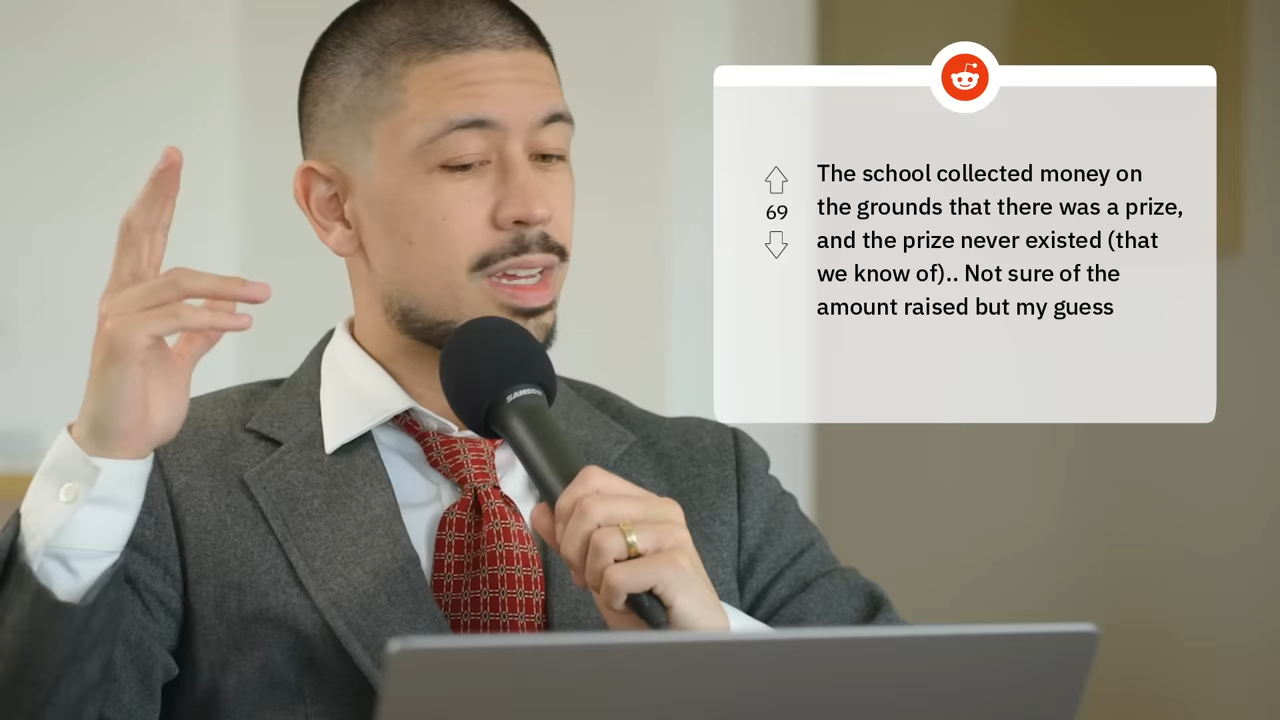 69
The school collected money on
the grounds that there was a prize,
and the prize never existed (that
we know of).. Not sure of the
amount raised but my guess
SAMSON